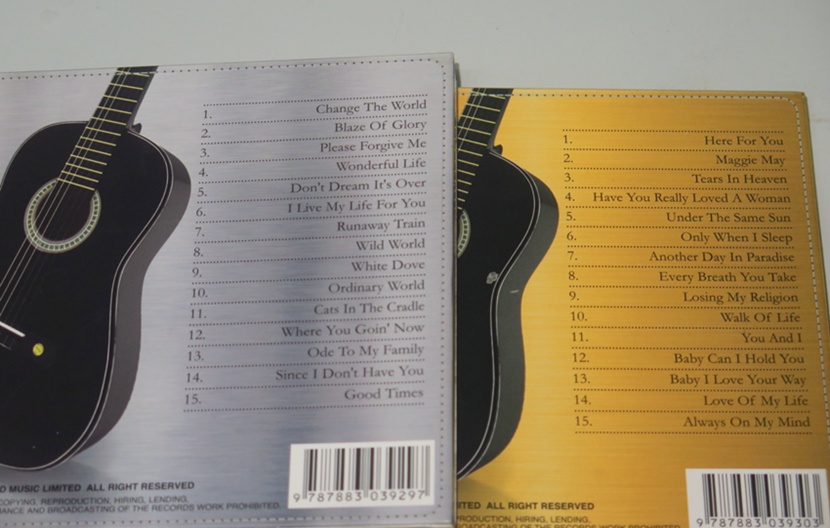 1. Change The World
2. Blaze Of Glory
3. Please Forgive Me
4. Wonderful Life
5. Don't Dream It's Over
6. I Live My Life For You
7. Runaway Train
8. Wild World
9. White Dove
10. Ordinary World
11. Cats In The Cradle
12. Where You Goin' Now
13. Ode To My Family
14. Since I Don't Have You
15. Good Times
D MUSIC LIMITED ALL RIGHT RESERVED
COPYING, REPRODUCTION, HIRING, LENDING,
ANCE AND BROADCASTING OF THE RECORDS WORK PROHIBITED.
9 787883 039297
1. Here For You
2. Maggie May
3. Tears In Heaven
4. Have You Really Loved A Woman
5. Under The Same Sun
6. Only When I Sleep
7. Another Day In Paradise
8. Every Breath You Take
9. Losing My Religion
10. Walk Of Life
11. You And I
12. Baby Can I Hold You
13. Baby I Love Your Way
14. Love Of My Life
15. Always On My Mind
ITED ALL RIGHT RESERVED
PRODUCTION, HIRING, LENDING,
OF THE RECORDS WORK PROHIBITED.
9 787883 039303